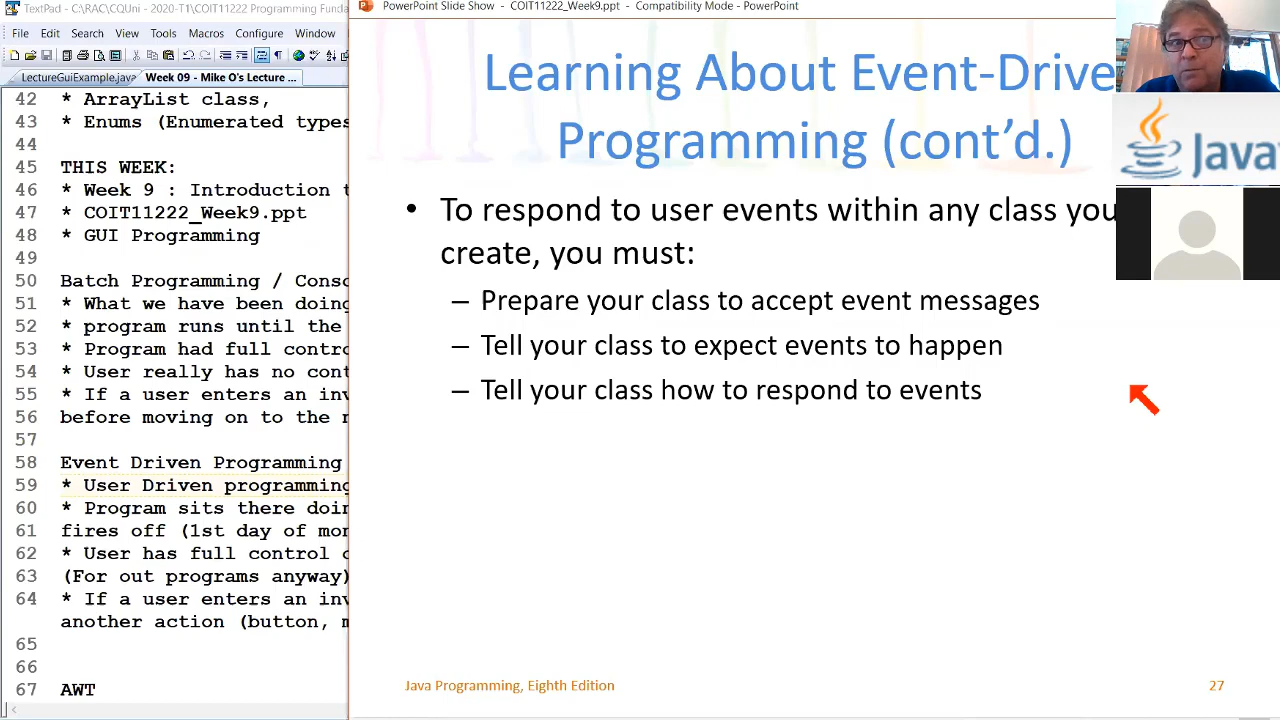 TextPad - C:\RAC\CQUni - 2020-T1\COIT11222 Programming Funda
File Edit Search View Tools Macros Configure Window
LectureGuiExample.java Week 09 - Mike O's Lecture ...
42 * ArrayList class,
43 * Enums (Enumerated types
44
45 THIS WEEK:
46 * Week 9 : Introduction t
47 * COIT11222_Week9.ppt
48 * GUI Programming
49
50 Batch Programming / Conso
51 * What we have been doing
52 * program runs until the
53 * Program had full contro
54 * User really has no cont
55 * If a user enters an inv
56 before moving on to the n
57
58 Event Driven Programming
59 * User Driven programming
60 * Program sits there doin
61 fires off (1st day of mon
62 * User has full control o
63 (For out programs anyway)
64 * If a user enters an inv
another action (button, m
65
66
67 AWT
PowerPoint Slide Show - COIT11222_Week9.ppt - Compatibility Mode - PowerPoint
Learning About Event-Drive
Programming (cont'd.)
Java
• To respond to user events within any class you
create, you must:
– Prepare your class to accept event messages
– Tell your class to expect events to happen
– Tell your class how to respond to events
Java Programming, Eighth Edition
27